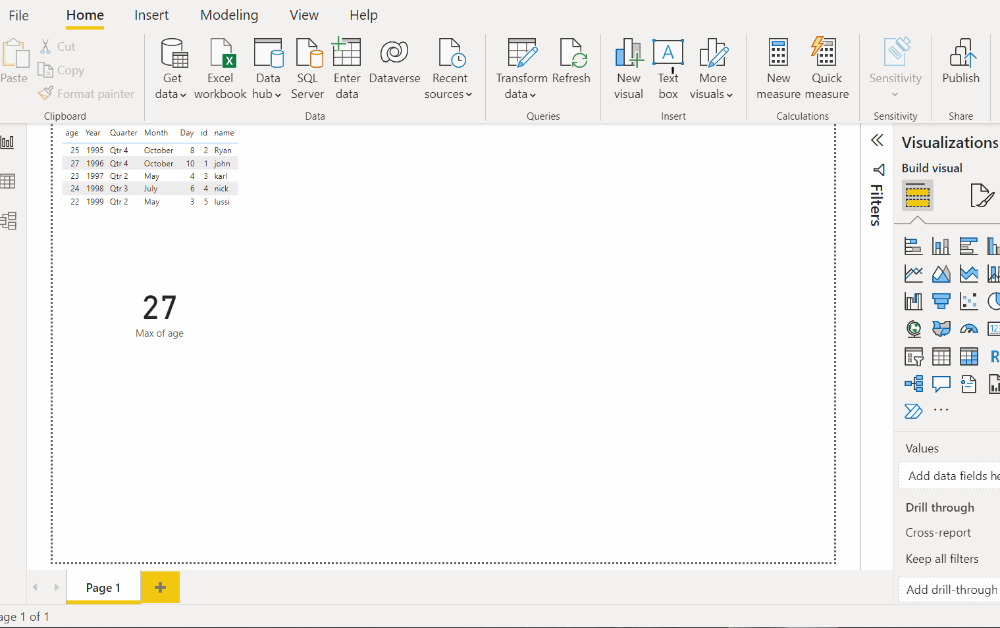 File Home Insert Modeling View Help
Paste
Cut
Copy
Format painter
Clipboard
Get data
Excel workbook
Data hub
SQL Server
Enter data
Dataverse
Recent sources
Data
Transform data
Refresh
Queries
New visual
A
Text box
More visuals
Insert
New measure
Quick measure
Calculations
Sensitivity
Sensitivity
Publish
Share
age Year Quarter Month Day id name
25 1995 Qtr 4 October 8 2 Ryan
27 1996 Qtr 4 October 10 1 john
23 1997 Qtr 2 May 4 3 karl
24 1998 Qtr 3 July 6 4 nick
22 1999 Qtr 2 May 3 5 lussi
27
Max of age
Filters
Visualizations
Build visual
123
R
Values
Add data fields he
Drill through
Cross-report
Keep all filters
Add drill-through
Page 1
age 1 of 1